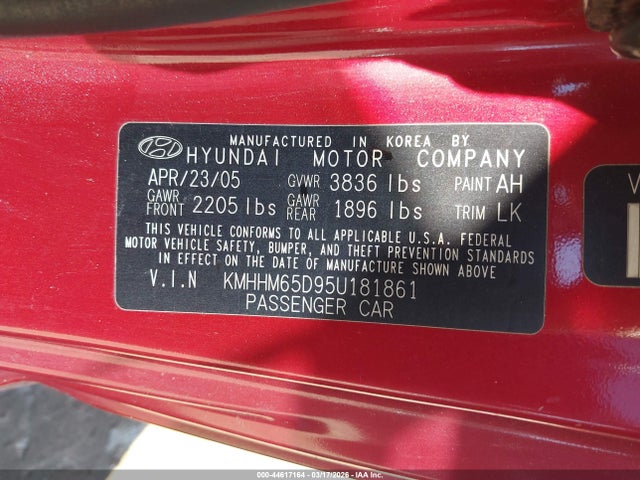 MANUFACTURED IN KOREA BY
HYUNDAI MOTOR COMPANY
APR/23/05 GVWR 3836 lbs PAINT AH
GAWR FRONT 2205 lbs GAWR REAR 1896 lbs TRIM LK
THIS VEHICLE CONFORMS TO ALL APPLICABLE U.S.A. FEDERAL
MOTOR VEHICLE SAFETY, BUMPER, AND THEFT PREVENTION STANDARDS
IN EFFECT ON THE DATE OF MANUFACTURE SHOWN ABOVE
V.I.N KMHHM65D95U181861
PASSENGER CAR
000-44617164 - 03/17/2026 - IAA Inc.